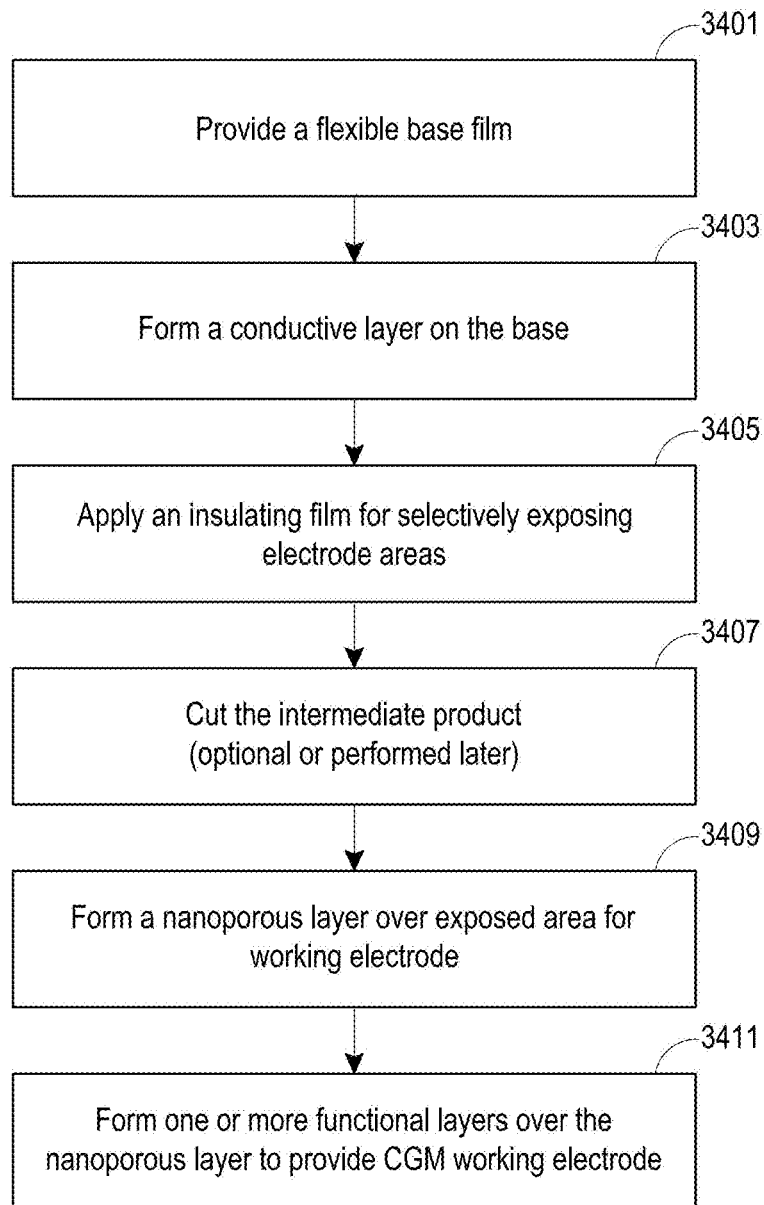 3401
Provide a flexible base film
3403
Form a conductive layer on the base
3405
Apply an insulating film for selectively exposing
electrode areas
3407
Cut the intermediate product
(optional or performed later)
3409
Form a nanoporous layer over exposed area for
working electrode
3411
Form one or more functional layers over the
nanoporous layer to provide CGM working electrode